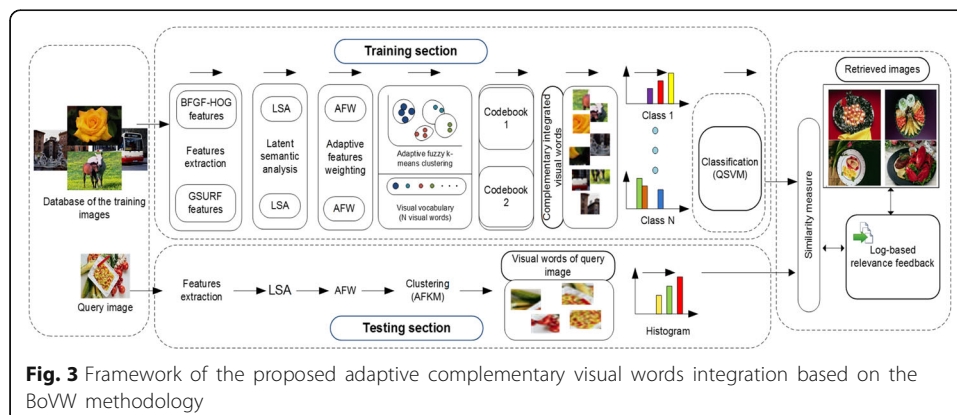 Training section
Database of the training
images
BFGF-HOG
features
Features
extraction
GSURF
features
LSA
Latent
semantic
analysis
LSA
AFW
Adaptive
features
weighting
AFW
Adaptive fuzzy k-
means clustering
Visual vocabulary
(N visual words)
Codebook
1
Codebook
2
Complementary integrated
visual words
Class 1
Class N
Classification
(QSVM)
Similarity measure
Retrieved images
Log-based
relevance feedback
Query image
Features
extraction
LSA
AFW
Clustering
(AFKM)
Visual words of query
image
Histogram
Testing section
Fig. 3 Framework of the proposed adaptive complementary visual words integration based on the
BoVW methodology